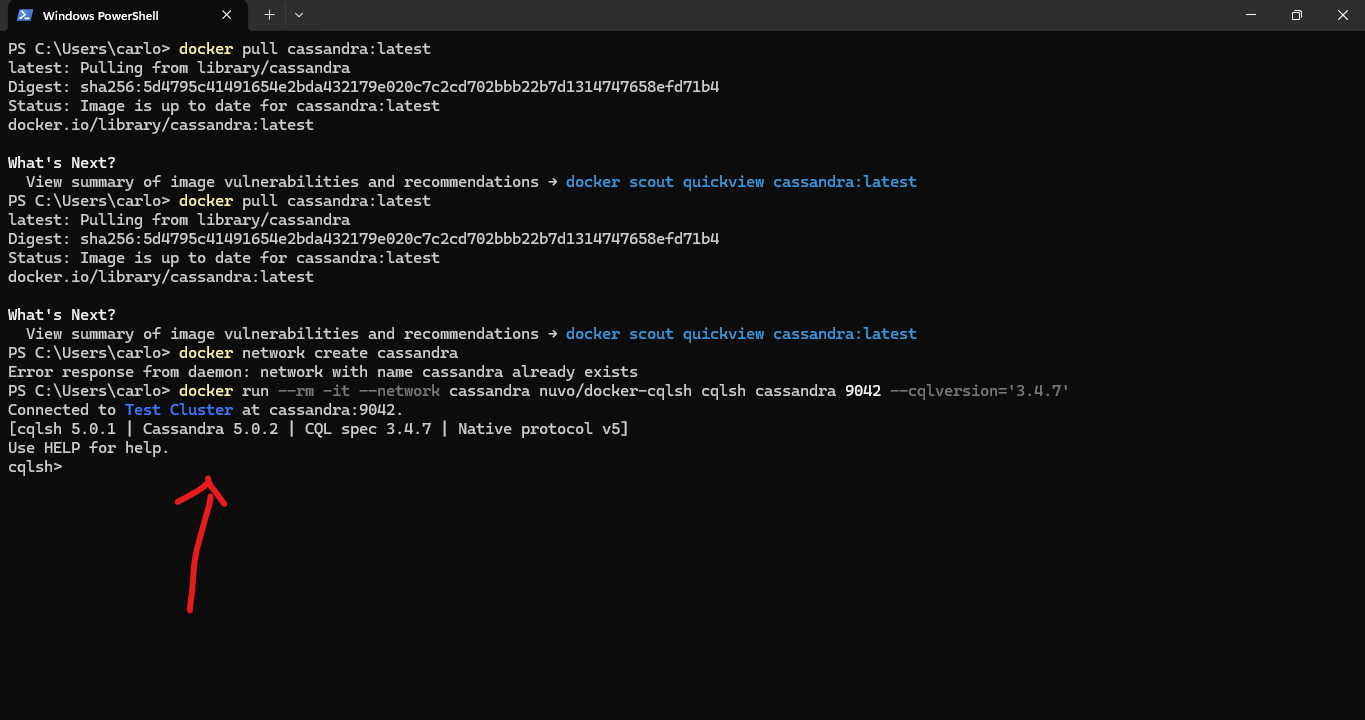 Windows PowerShell
PS C:\Users\carlo> docker pull cassandra:latest
latest: Pulling from library/cassandra
Digest: sha256:5d4795c41491654e2bda432179e020c7c2cd702bbb22b7d1314747658efd71b4
Status: Image is up to date for cassandra:latest
docker.io/library/cassandra:latest
What's Next?
View summary of image vulnerabilities and recommendations → docker scout quickview cassandra:latest
PS C:\Users\carlo> docker pull cassandra:latest
latest: Pulling from library/cassandra
Digest: sha256:5d4795c41491654e2bda432179e020c7c2cd702bbb22b7d1314747658efd71b4
Status: Image is up to date for cassandra:latest
docker.io/library/cassandra:latest
What's Next?
View summary of image vulnerabilities and recommendations → docker scout quickview cassandra:latest
PS C:\Users\carlo> docker network create cassandra
Error response from daemon: network with name cassandra already exists
PS C:\Users\carlo> docker run --rm -it --network cassandra nuvo/docker-cqlsh cqlsh cassandra 9042 --cqlversion='3.4.7'
Connected to Test Cluster at cassandra:9042.
[cqlsh 5.0.1 | Cassandra 5.0.2 | CQL spec 3.4.7 | Native protocol v5]
Use HELP for help.
cqlsh>